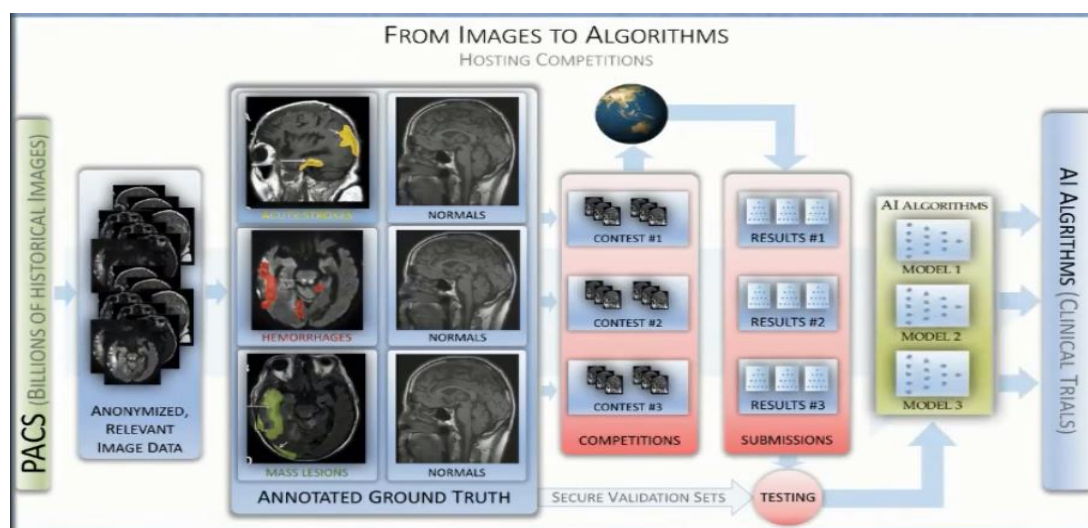 FROM IMAGES TO ALGORITHMS
HOSTING COMPETITIONS
PACS (BILLIONS OF HISTORICAL IMAGES)
ANONYMIZED,
RELEVANT
IMAGE DATA
ACUTE STROKES
NORMALS
HEMORRHAGES
NORMALS
MASS LESIONS
NORMALS
ANNOTATED GROUND TRUTH
CONTEST #1
CONTEST #2
CONTEST #3
COMPETITIONS
RESULTS #1
RESULTS #2
RESULTS #3
SUBMISSIONS
SECURE VALIDATION SETS
TESTING
AI ALGORITHMS
MODEL 1
MODEL 2
MODEL 3
AI ALGRITHMS (CLINICAL TRIALS)